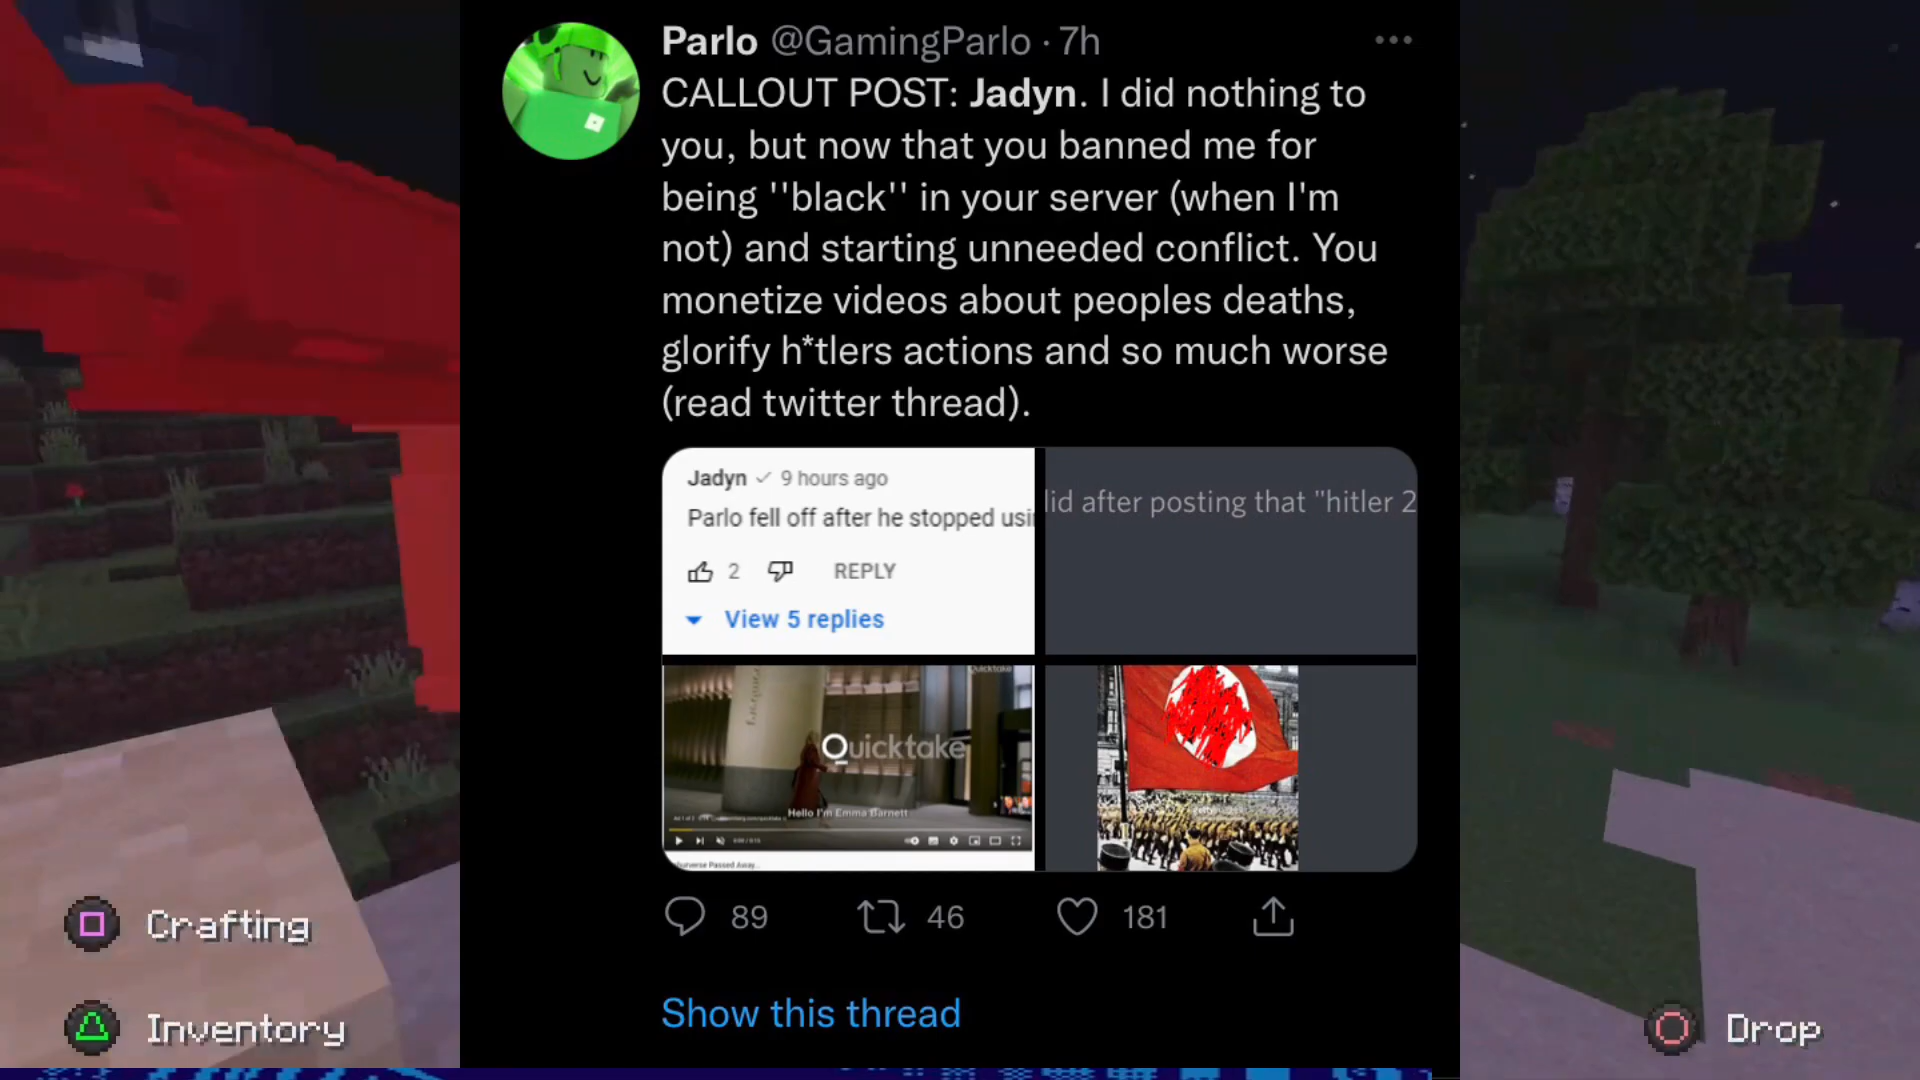 Parlo @GamingParlo · 7h
CALLOUT POST: Jadyn. I did nothing to
you, but now that you banned me for
being ''black'' in your server (when I'm
not) and starting unneeded conflict. You
monetize videos about peoples deaths,
glorify h*tlers actions and so much worse
(read twitter thread).
Jadyn ✓ 9 hours ago
Parlo fell off after he stopped
2
REPLY
View 5 replies
after posting that "hitler 2
Quicktake
Quicktake
Hello I'm Emma Barnett
Passed Away...
89
46
181
Show this thread
Crafting
Inventory
Drop